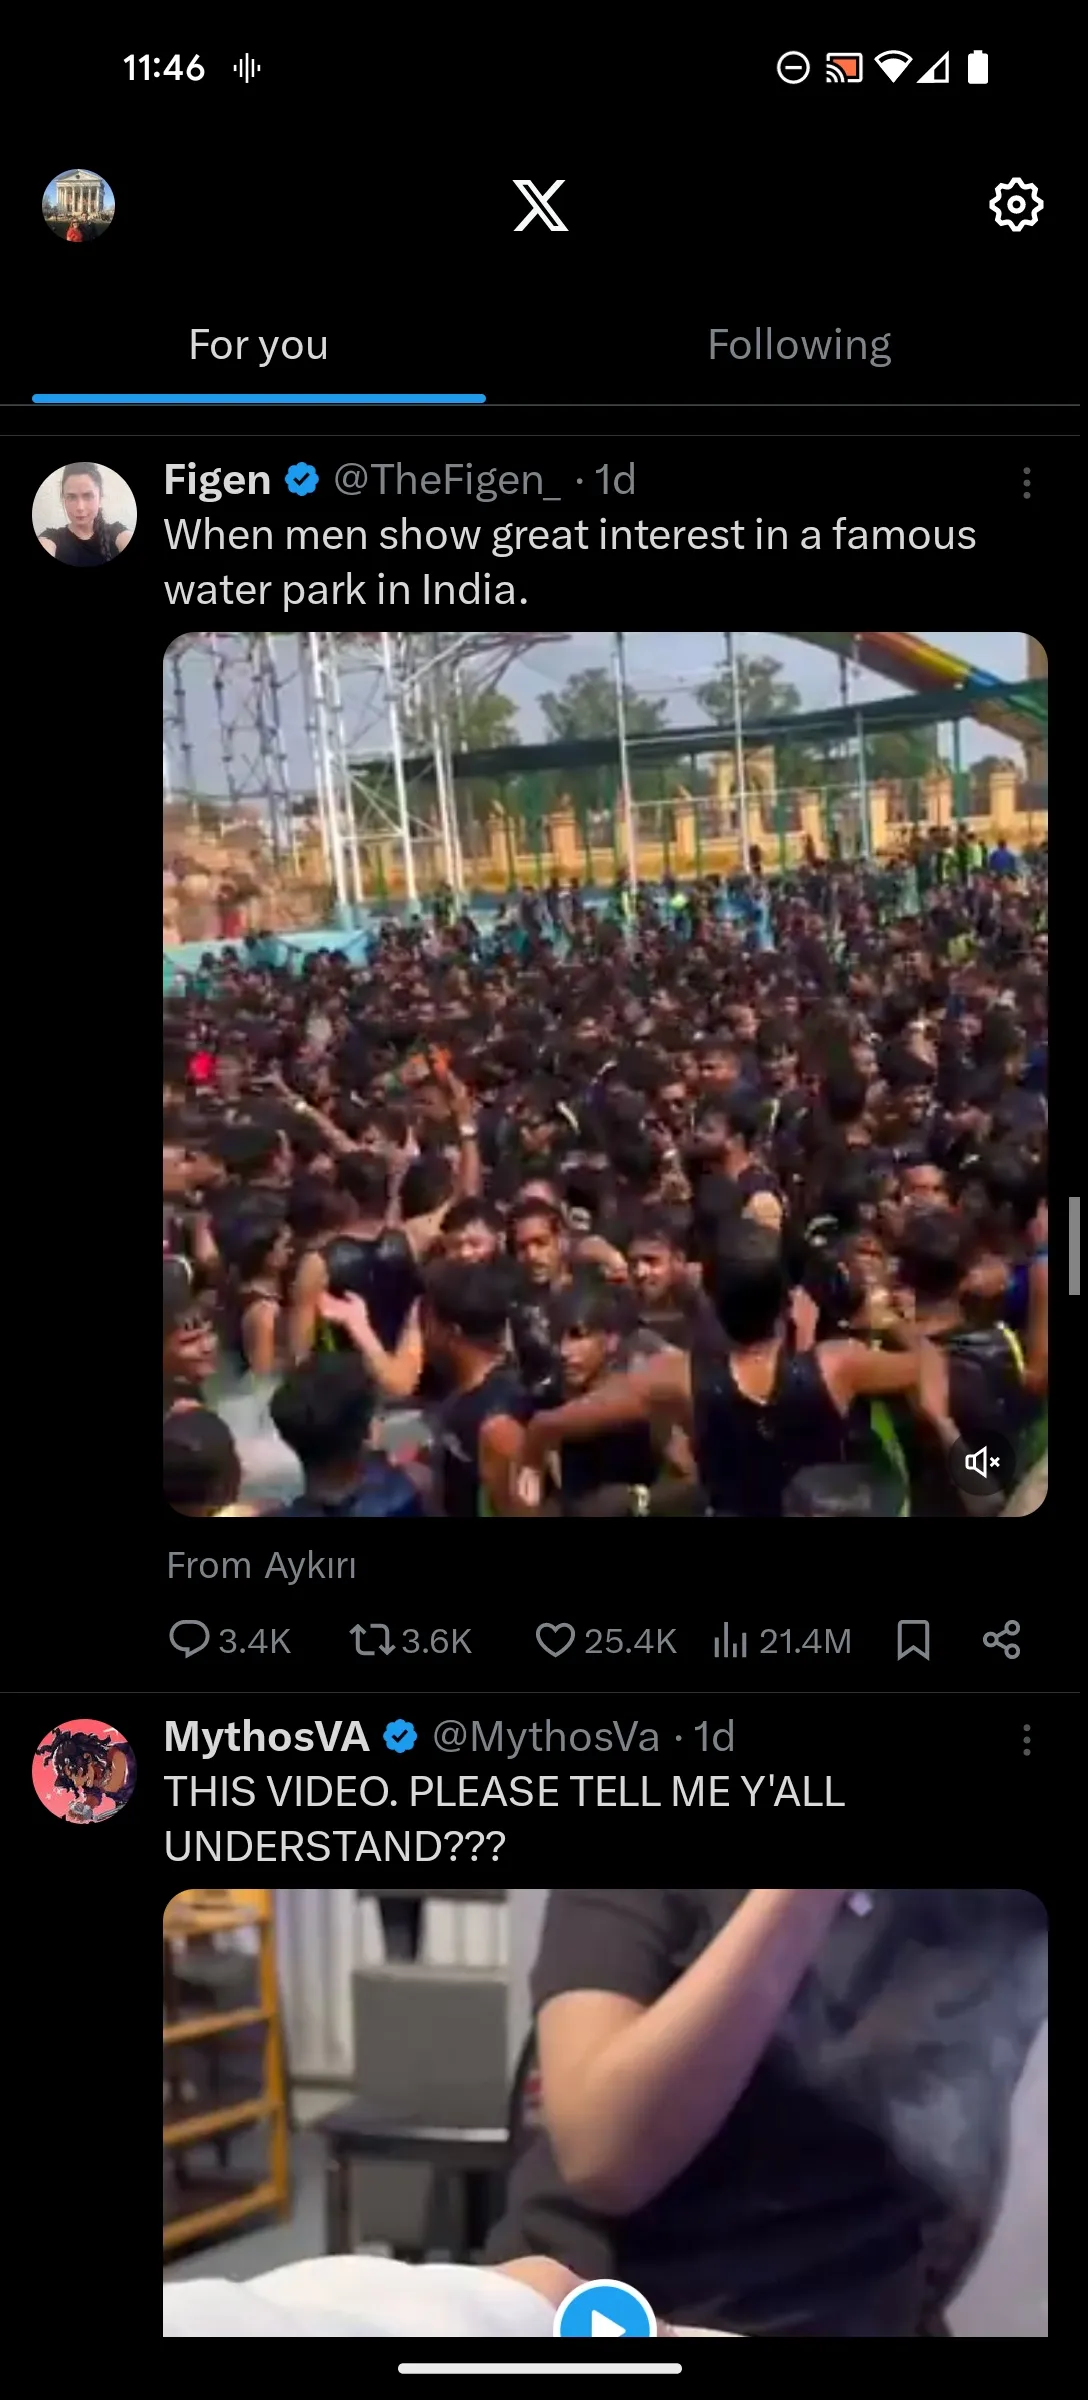 11:46
For you
Following
Figen @TheFigen_ · 1d
When men show great interest in a famous
water park in India.
From Aykırı
3.4K 3.6K 25.4K 21.4M
MythosVA @MythosVa · 1d
THIS VIDEO. PLEASE TELL ME Y'ALL
UNDERSTAND???